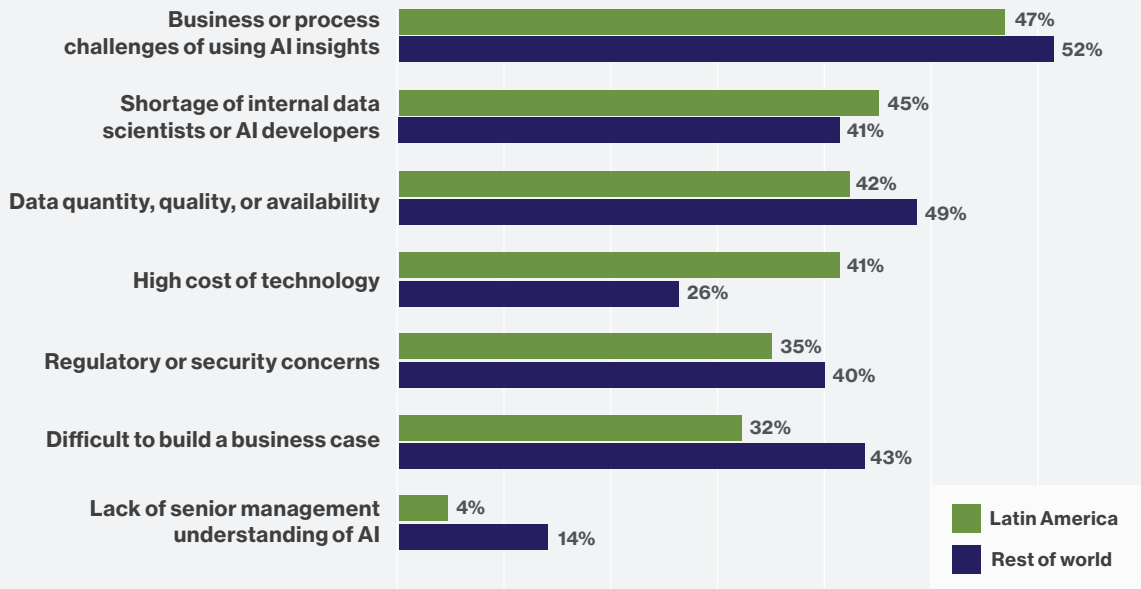 Business or process
challenges of using AI insights
47%
52%
Shortage of internal data
scientists or AI developers
45%
41%
Data quantity, quality, or availability
42%
49%
High cost of technology
41%
26%
Regulatory or security concerns
35%
40%
Difficult to build a business case
32%
43%
Lack of senior management
understanding of AI
4%
14%
Latin America
Rest of world